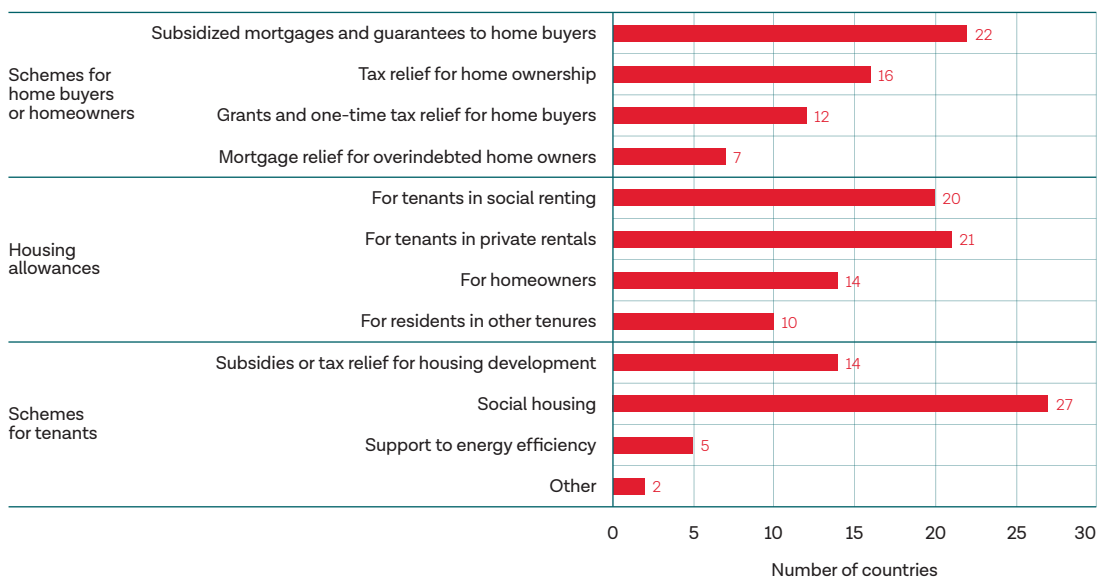 Schemes for
home buyers
or homeowners
Subsidized mortgages and guarantees to home buyers 22
Tax relief for home ownership 16
Grants and one-time tax relief for home buyers 12
Mortgage relief for overindebted home owners 7
Housing
allowances
For tenants in social renting 20
For tenants in private rentals 21
For homeowners 14
For residents in other tenures 10
Schemes
for tenants
Subsidies or tax relief for housing development 14
Social housing 27
Support to energy efficiency 5
Other 2
0 5 10 15 20 25 30
Number of countries